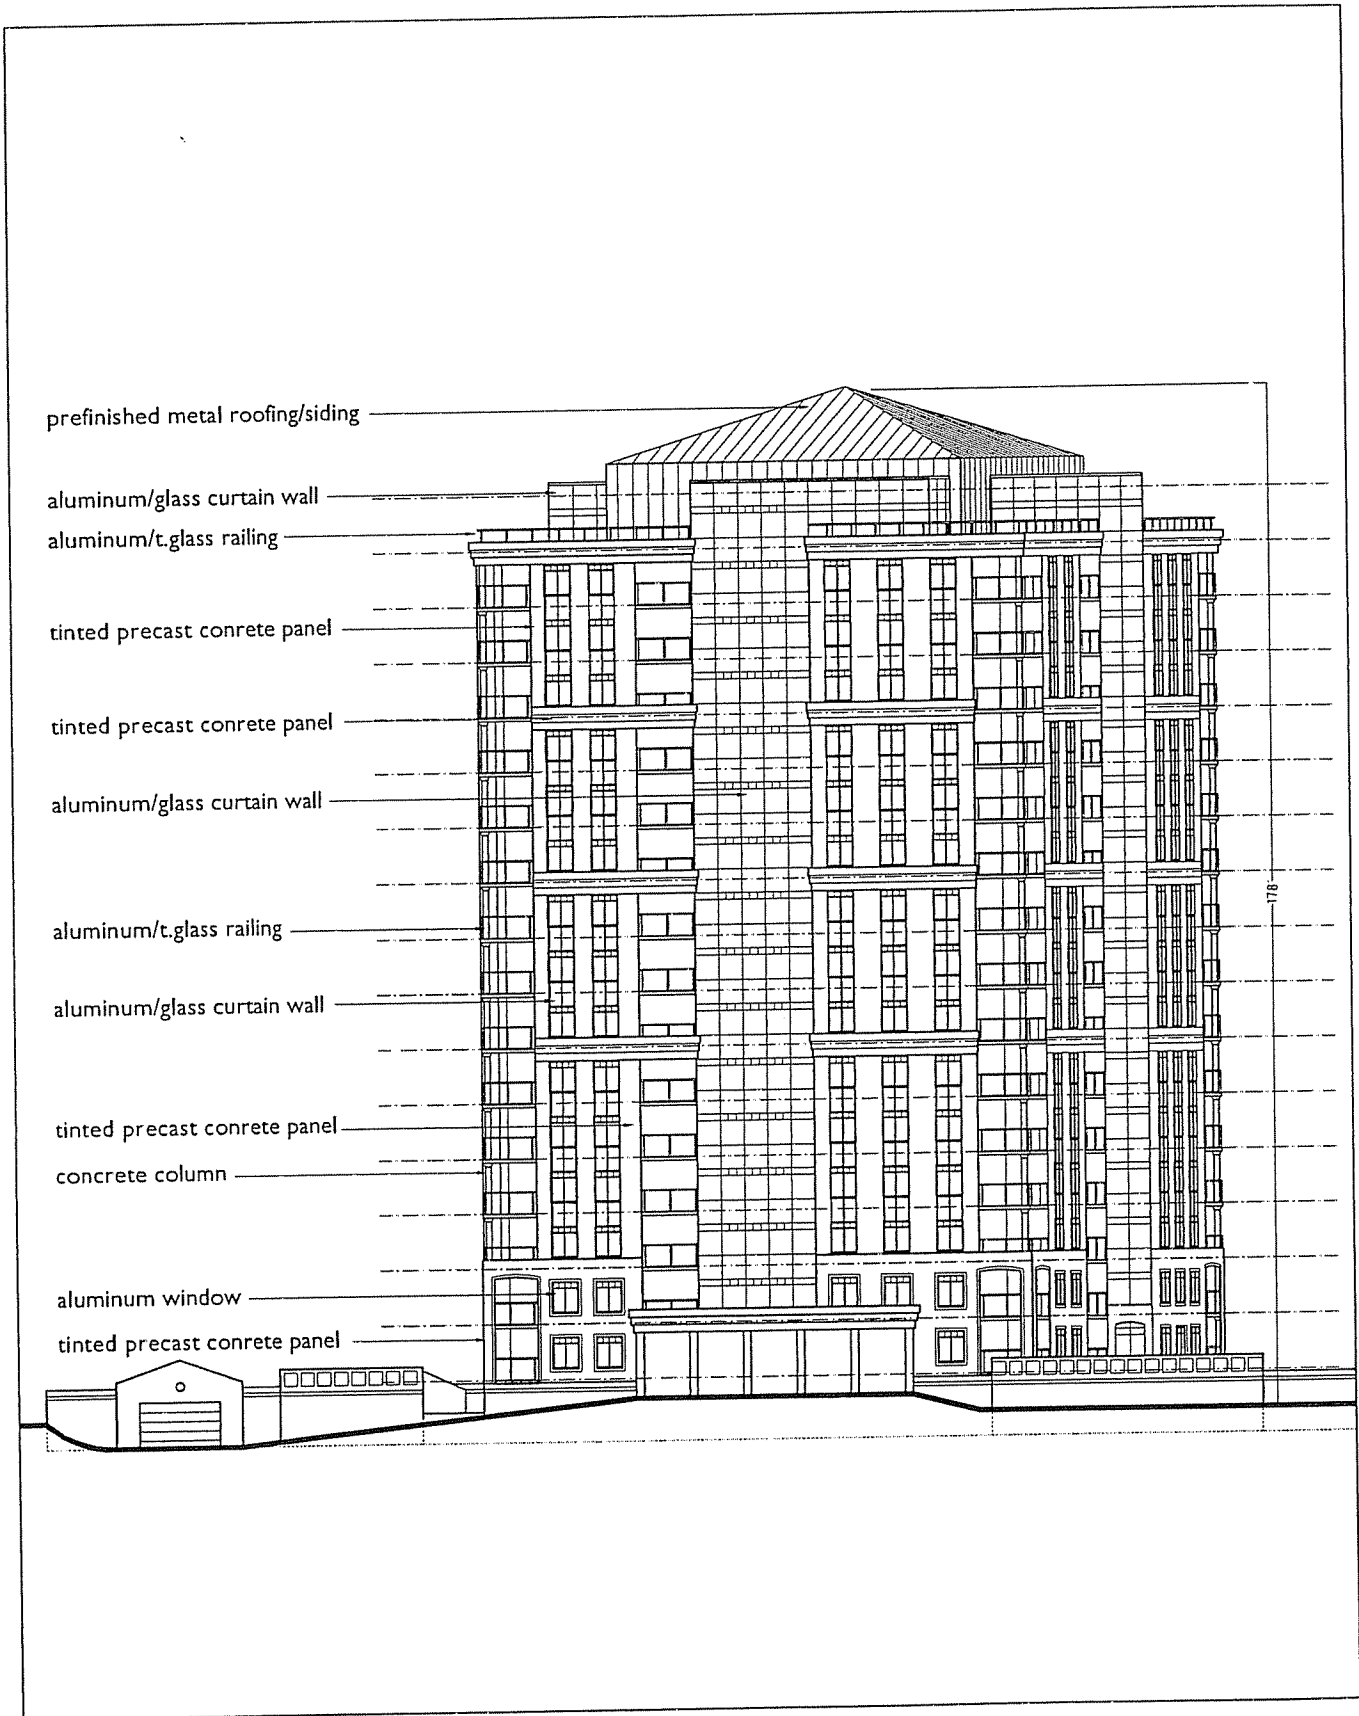 prefinished metal roofing/siding
aluminum/glass curtain wall
aluminum/t.glass railing
tinted precast conrete panel
tinted precast conrete panel
aluminum/glass curtain wall
178'
aluminum/t.glass railing
aluminum/glass curtain wall
tinted precast conrete panel
concrete column
aluminum window
tinted precast conrete panel